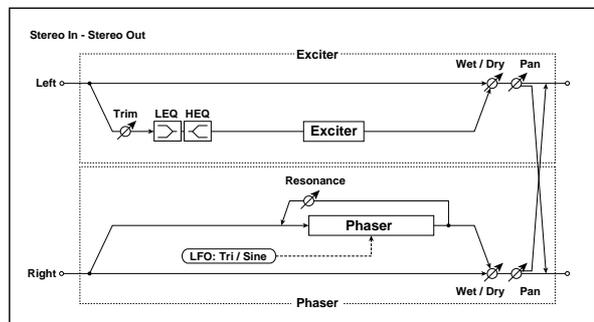 Stereo In - Stereo Out
Exciter
Wet / Dry
Pan
Left
Trim
LEQ
HEQ
Exciter
Resonance
Phaser
LFO: Tri / Sine
Right
Wet / Dry
Pan
Phaser